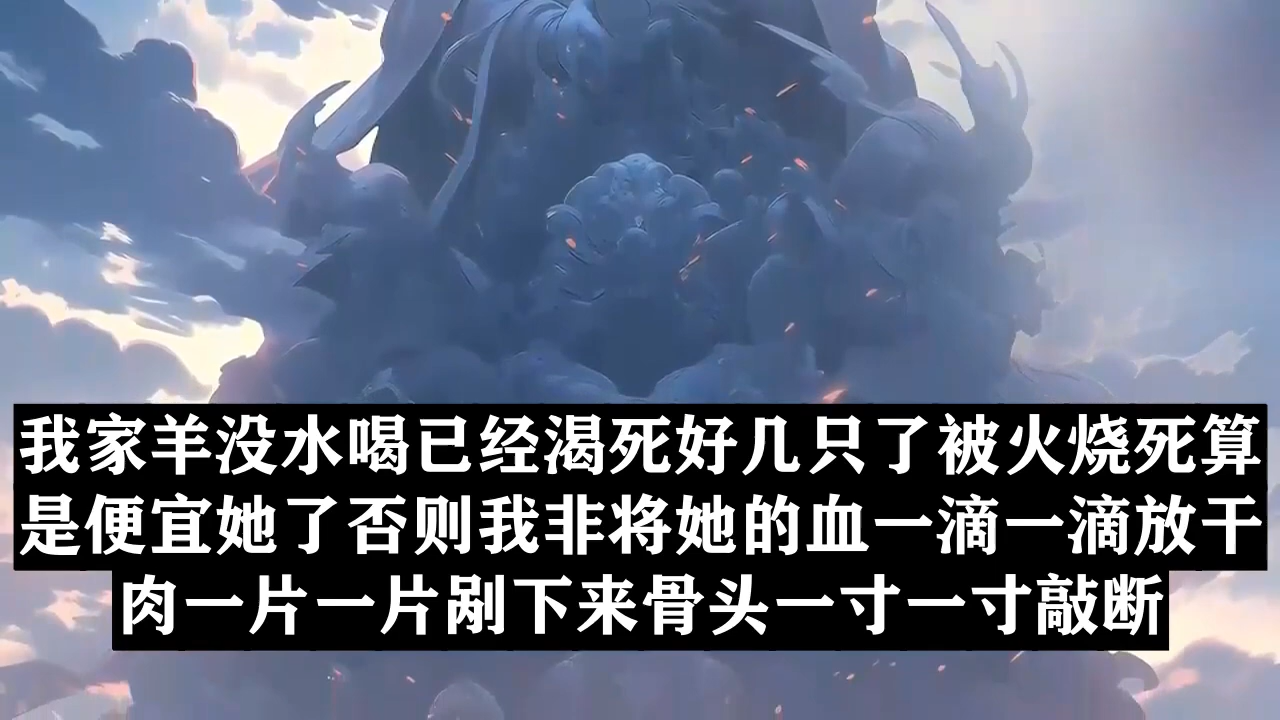 我家羊没水喝已经渴死好几只了被火烧死算
是便宜她了否则我非将她的血一滴一滴放干
肉一片一片剐下来骨头一寸一寸敲断